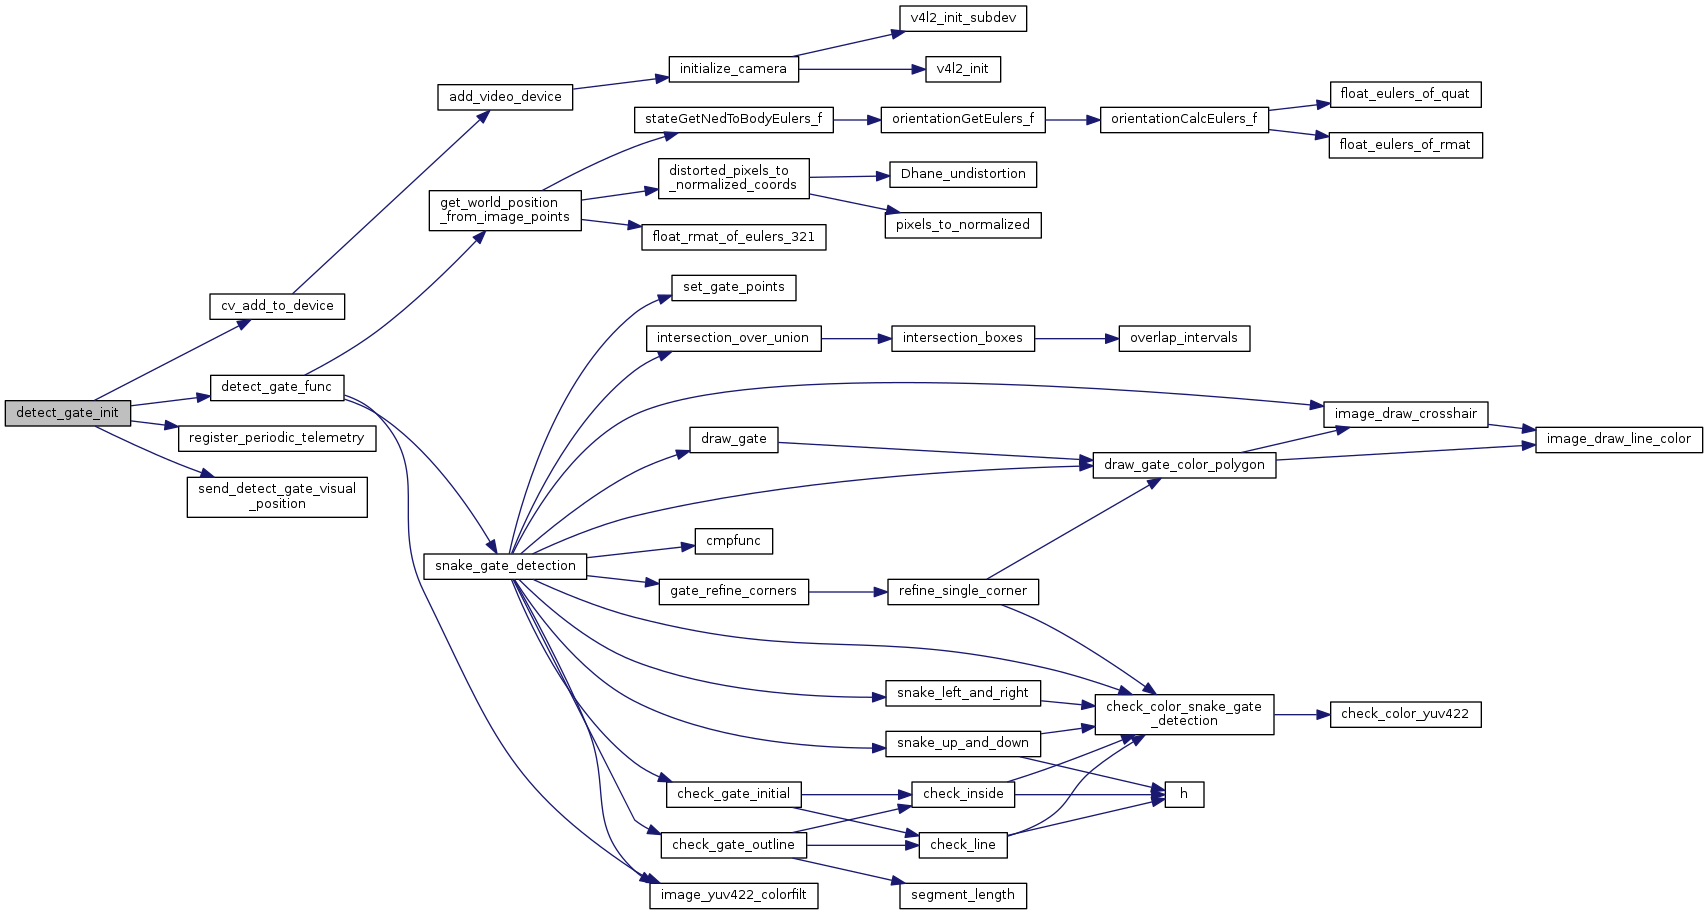 v4l2_init_subdev
initialize_camera
v4l2_init
add_video_device
float_eulers_of_quat
stateGetNedToBodyEulers_f
orientationGetEulers_f
orientationCalcEulers_f
float_eulers_of_rmat
distorted_pixels_to
_normalized_coords
Dhane_undistortion
get_world_position
_from_image_points
pixels_to_normalized
float_rmat_of_eulers_321
set_gate_points
cv_add_to_device
intersection_over_union
intersection_boxes
overlap_intervals
detect_gate_func
detect_gate_init
image_draw_crosshair
register_periodic_telemetry
draw_gate
image_draw_line_color
draw_gate_color_polygon
send_detect_gate_visual
_position
cmpfunc
snake_gate_detection
gate_refine_corners
refine_single_corner
snake_left_and_right
check_color_snake_gate
_detection
check_color_yuv422
snake_up_and_down
check_gate_initial
check_inside
h
check_gate_outline
check_line
image_yuv422_colorfilt
segment_length